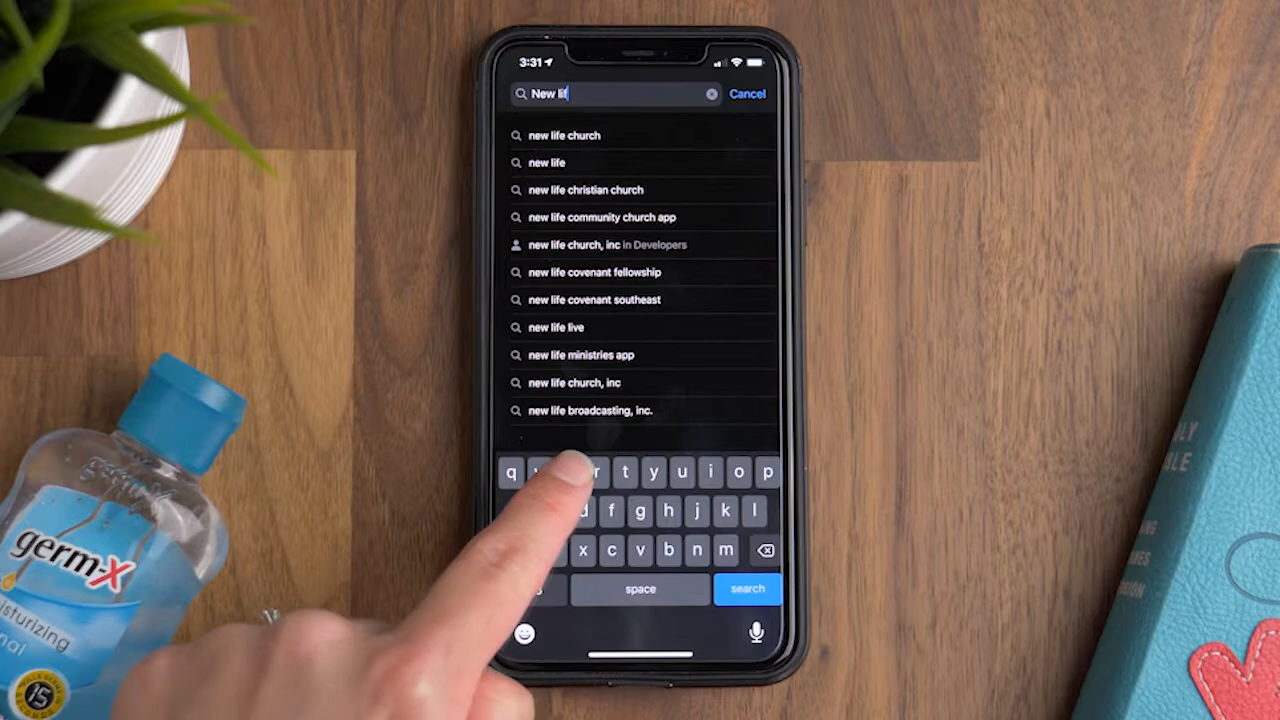 3:31
New lif
Cancel
new life church
new life
new life christian church
new life community church app
new life church, inc in Developers
new life covenant fellowship
new life covenant southeast
new life live
new life ministries app
new life church, inc
new life broadcasting, inc.
q r t y u i o p
d f g h j k l
x c v b n m
space
search
germ-x
15